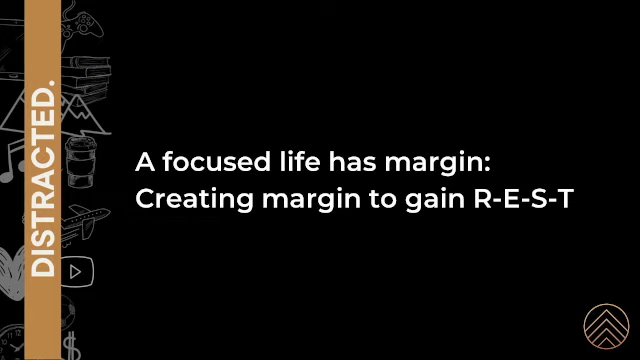 DISTRACTED.
A focused life has margin:
Creating margin to gain R-E-S-T